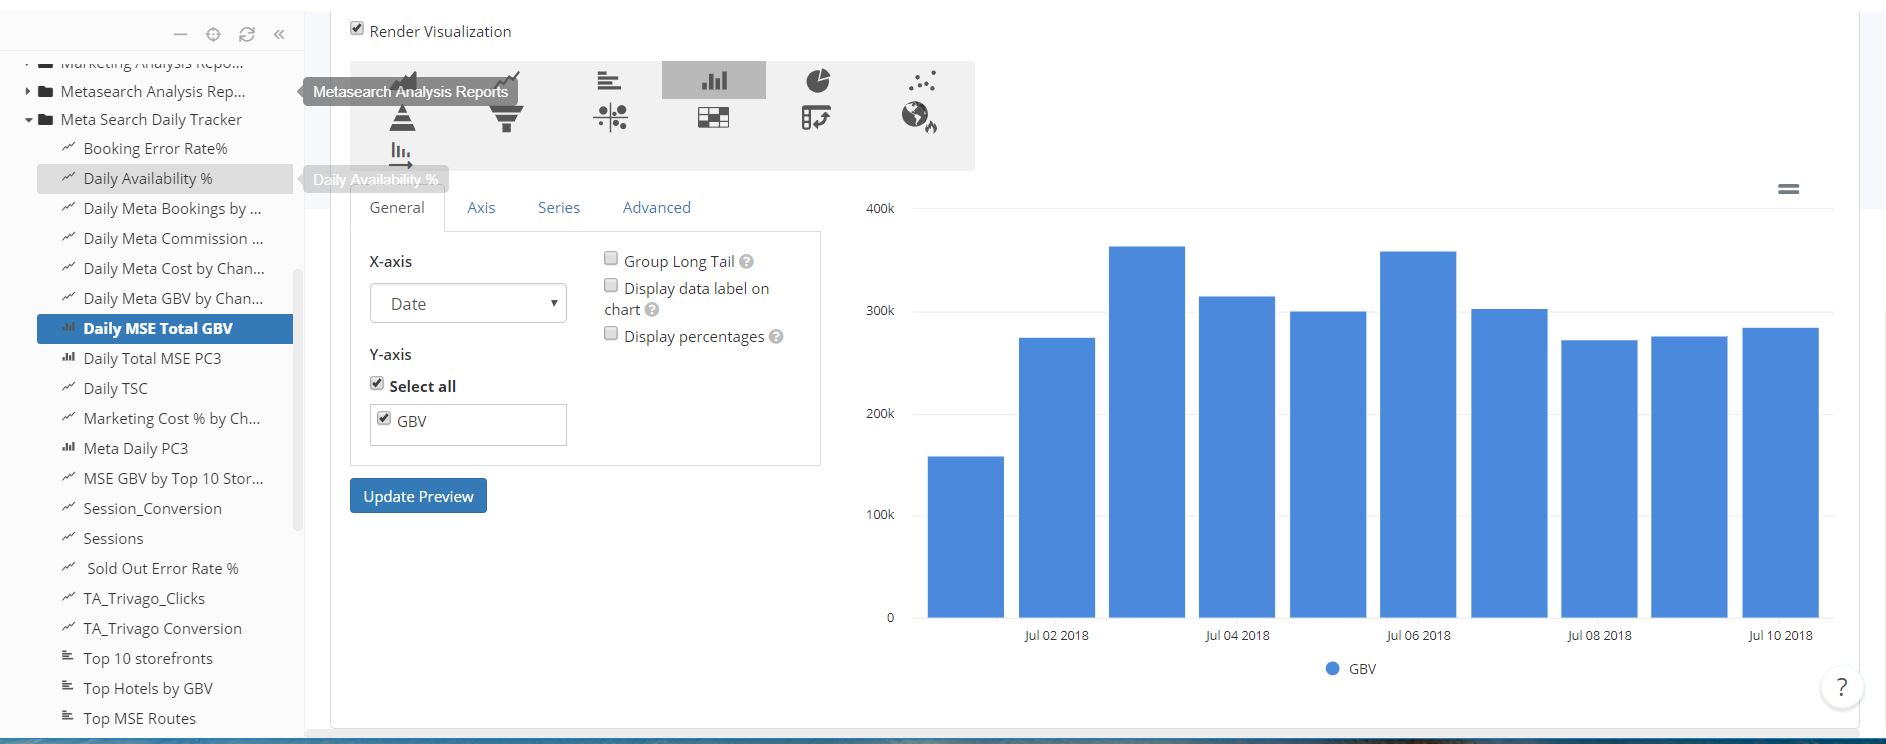 Render Visualization
Marketing Analysis Repo...
Metasearch Analysis Rep...
Metasearch Analysis Reports
Meta Search Daily Tracker
Booking Error Rate%
Daily Availability %
Daily Availability %
Daily Meta Bookings by ...
Daily Meta Commission ...
Daily Meta Cost by Chan...
Daily Meta GBV by Chan...
Daily MSE Total GBV
Daily Total MSE PC3
Daily TSC
Marketing Cost % by Ch...
Meta Daily PC3
MSE GBV by Top 10 Stor...
Session_Conversion
Sessions
Sold Out Error Rate %
TA_Trivago_Clicks
TA_Trivago Conversion
Top 10 storefronts
Top Hotels by GBV
Top MSE Routes
General Axis Series Advanced
X-axis
Date
Y-axis
Select all
GBV
Group Long Tail ?
Display data label on
chart ?
Display percentages ?
Update Preview
400k
300k
200k
100k
0
Jul 02 2018 Jul 04 2018 Jul 06 2018 Jul 08 2018 Jul 10 2018
GBV
?